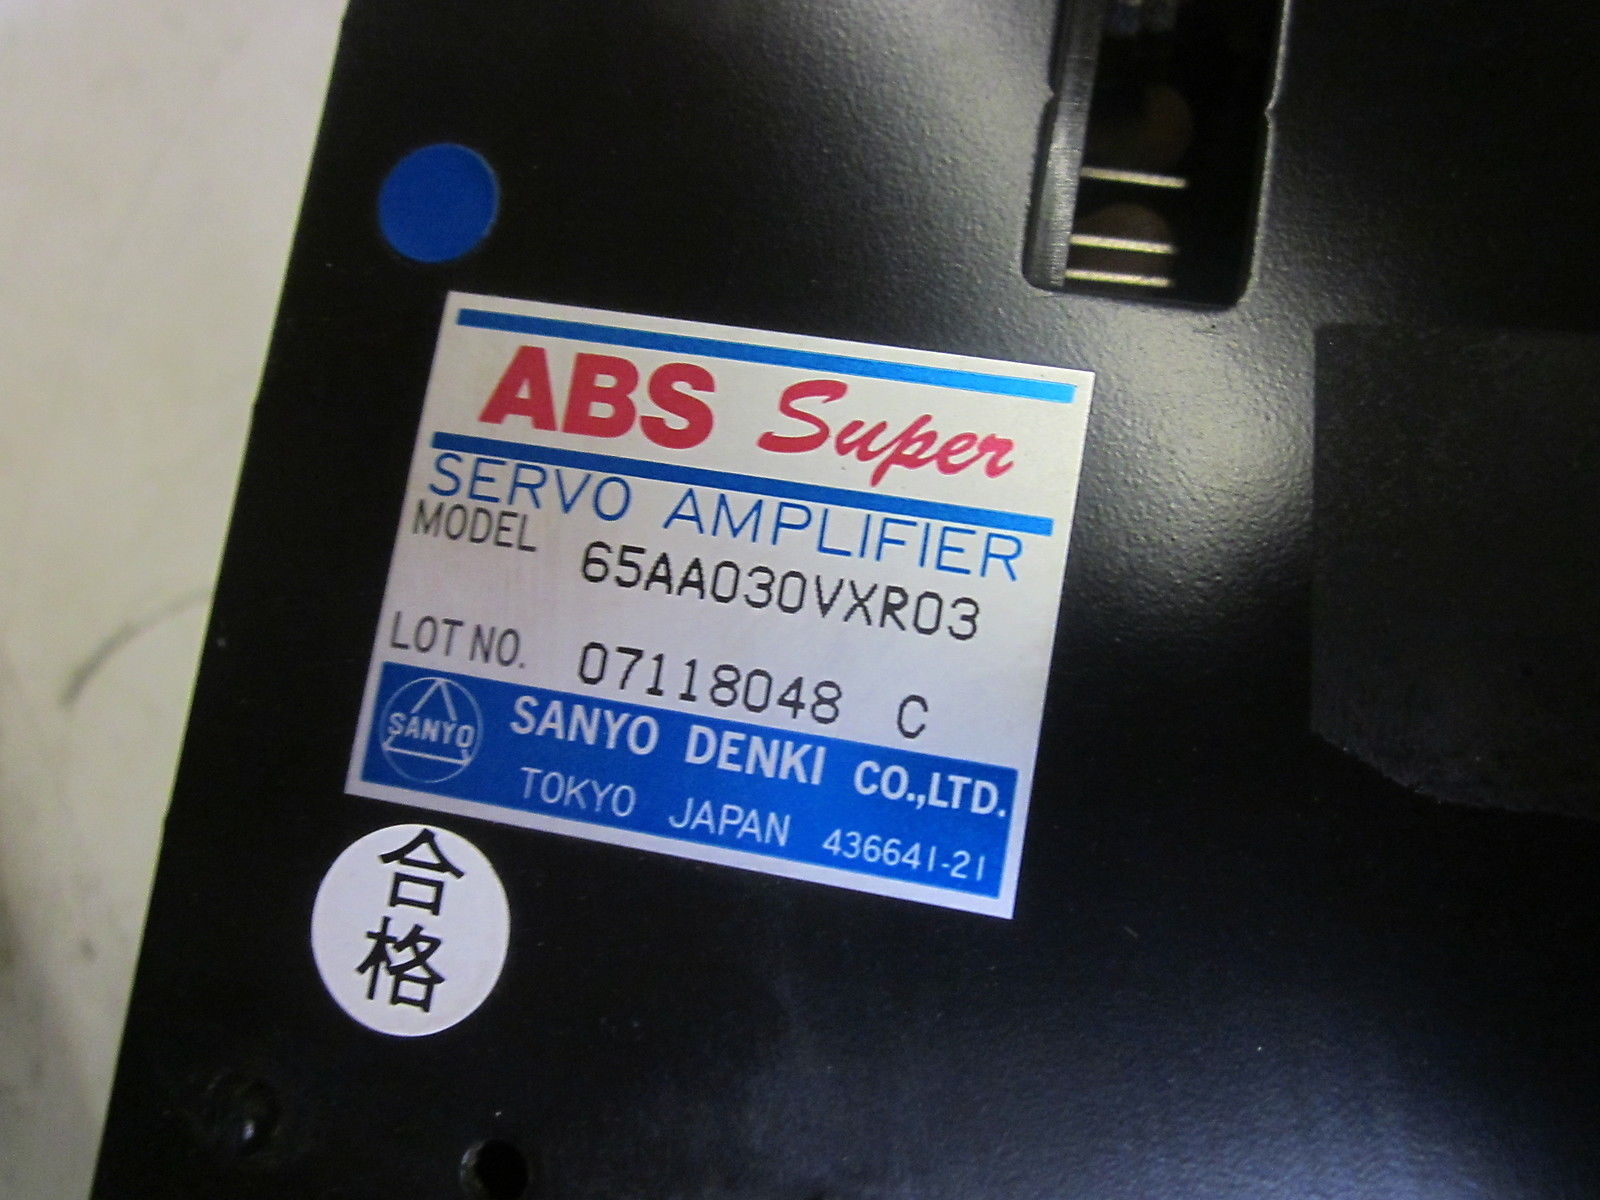 ABS Super
SERVO AMPLIFIER
MODEL 65AA030VXR03
LOT NO. 07118048 C
SANYO
SANYO DENKI CO.,LTD.
TOKYO JAPAN 436641-21
合
格